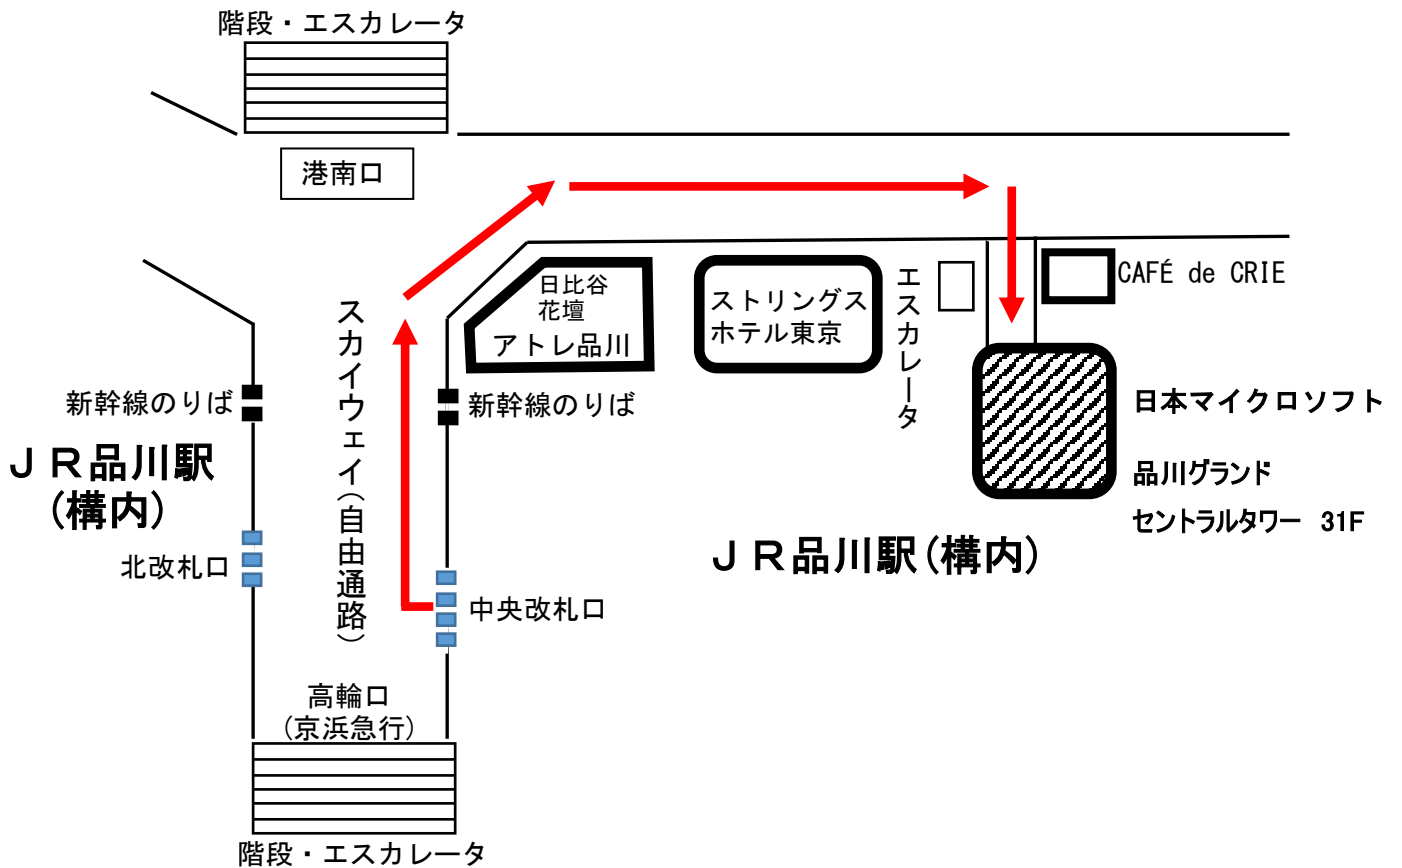 階段・エスカレータ
港南口
日比谷
花壇
アトレ品川
ストリングス
ホテル東京
エスカレータ
CAFÉ de CRIE
スカイウェイ(自由通路)
新幹線のりば
新幹線のりば
日本マイクロソフト
品川グランド
セントラルタワー 31F
JR品川駅
(構内)
JR品川駅(構内)
北改札口
中央改札口
高輪口
(京浜急行)
階段・エスカレータ